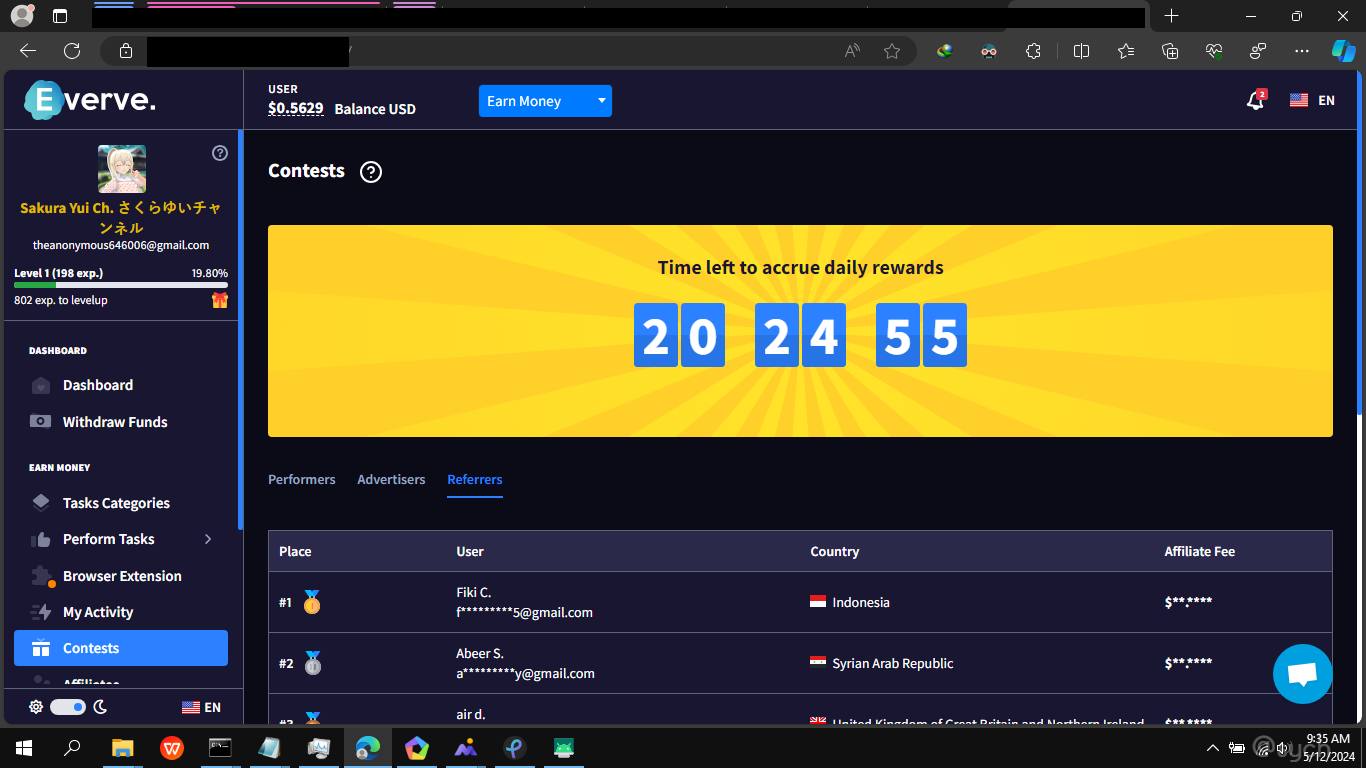 Everve.
USER
$0.5629 Balance USD
Earn Money
2
EN
Sakura Yui Ch. さくらゆいチャ
ンネル
theanonymous646006@gmail.com
Level 1 (198 exp.) 19.80%
802 exp. to levelup
DASHBOARD
Dashboard
Withdraw Funds
EARN MONEY
Tasks Categories
Perform Tasks
Browser Extension
My Activity
Contests
Affiliates
EN
Contests ?
Time left to accrue daily rewards
20 24 55
Performers Advertisers Referrers
Place User Country Affiliate Fee
#1 Fiki C. Indonesia $**.****
f*********5@gmail.com
#2 Abeer S. Syrian Arab Republic $**.****
a*********y@gmail.com
#3 air d. United Kingdom of Great Britain and Northern Ireland $**.****
9:35 AM
5/12/2024